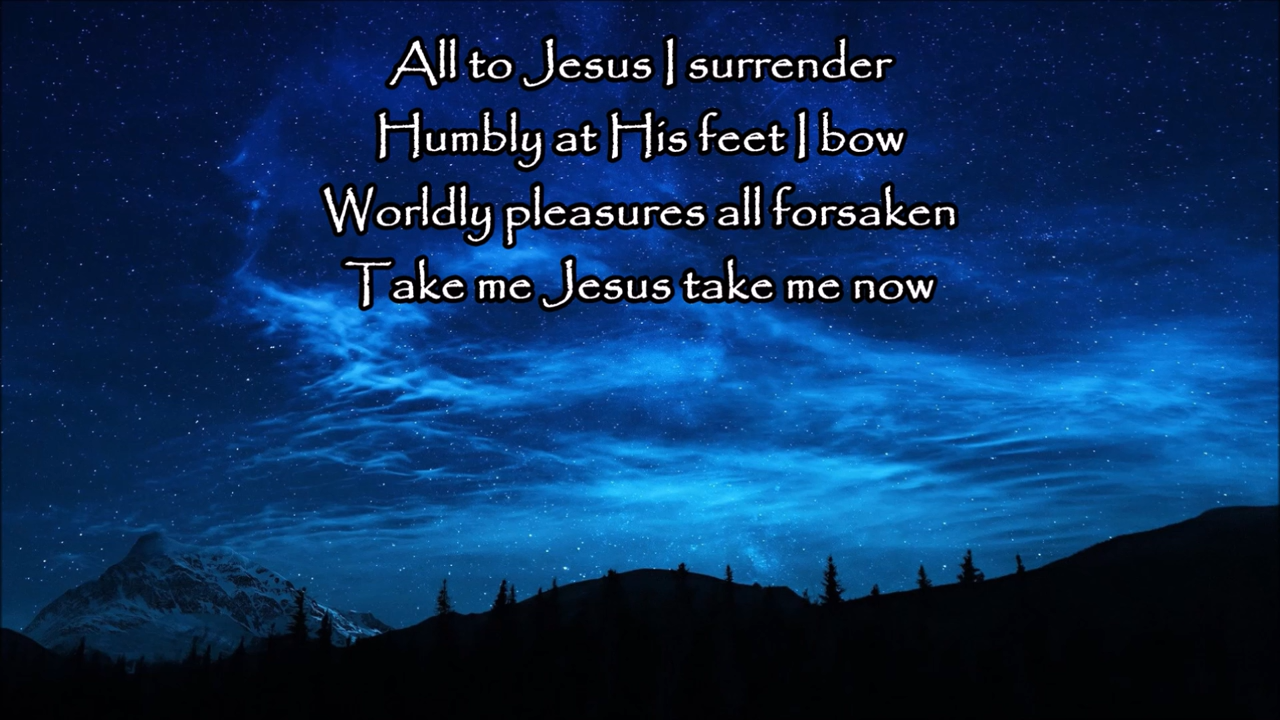 All to Jesus I surrender
Humbly at His feet I bow
Worldly pleasures all forsaken
Take me Jesus take me now